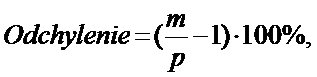 Odchylenie = (m/p − 1) · 100%,